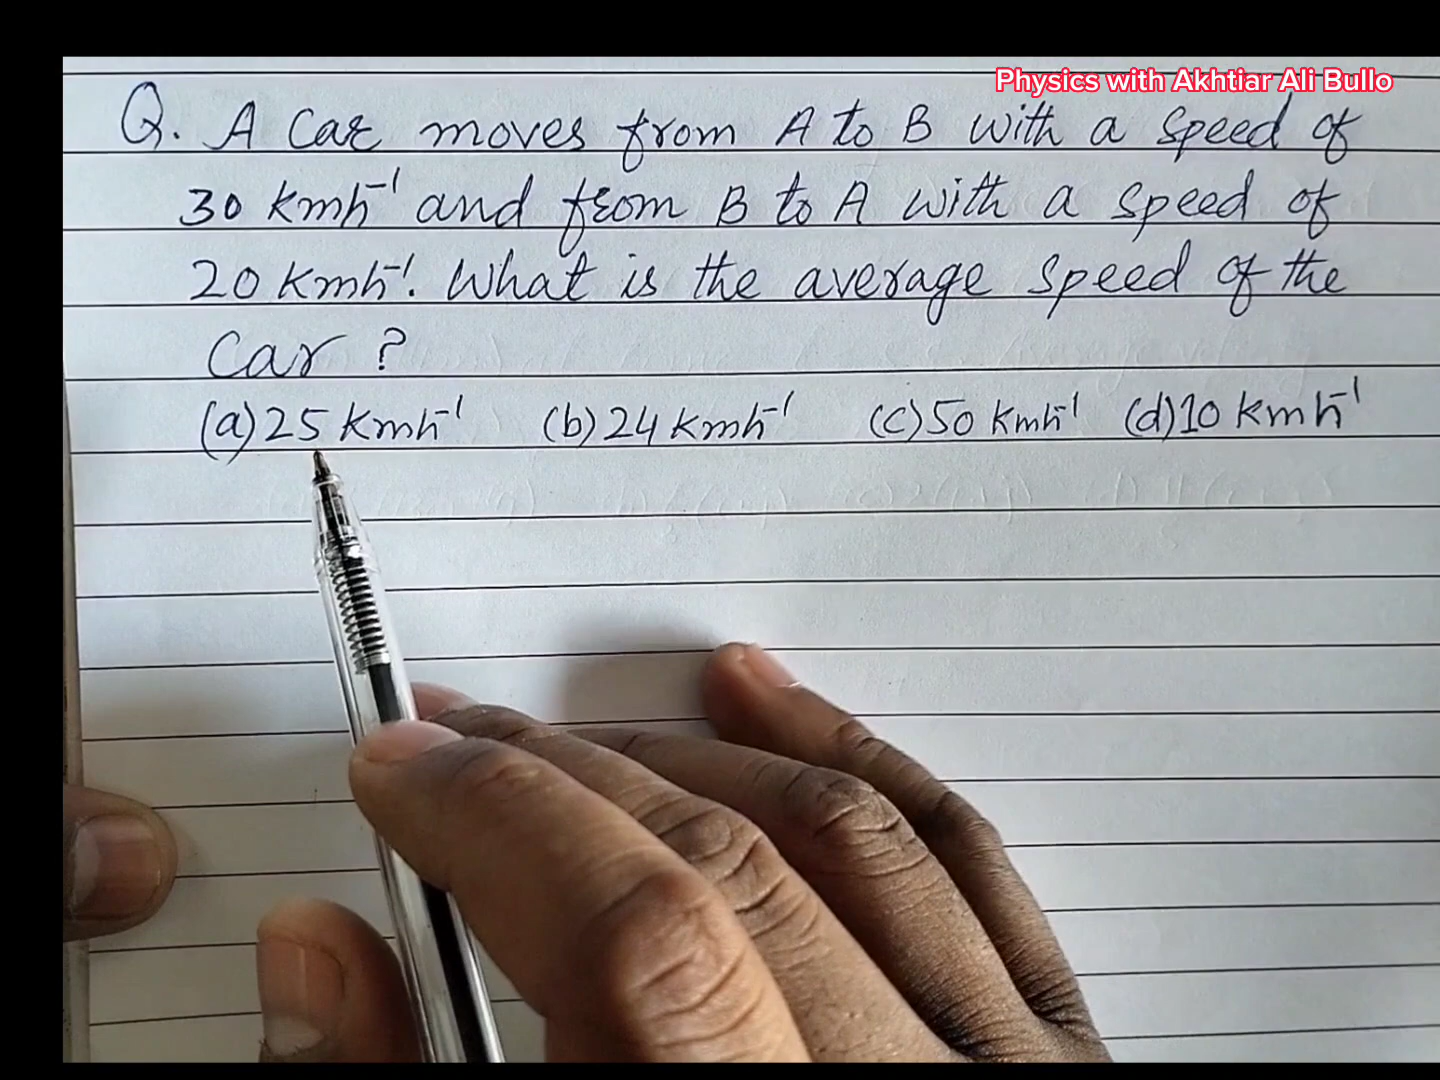 Physics with Akhtiar Ali Bullo
Q. A Car moves from A to B with a speed of
30 Kmh⁻¹ and from B to A with a speed of
20 Kmh⁻¹. What is the average speed of the
Car ?
(a) 25 Kmh⁻¹ (b) 24 Kmh⁻¹ (c) 50 Kmh⁻¹ (d) 10 Kmh⁻¹